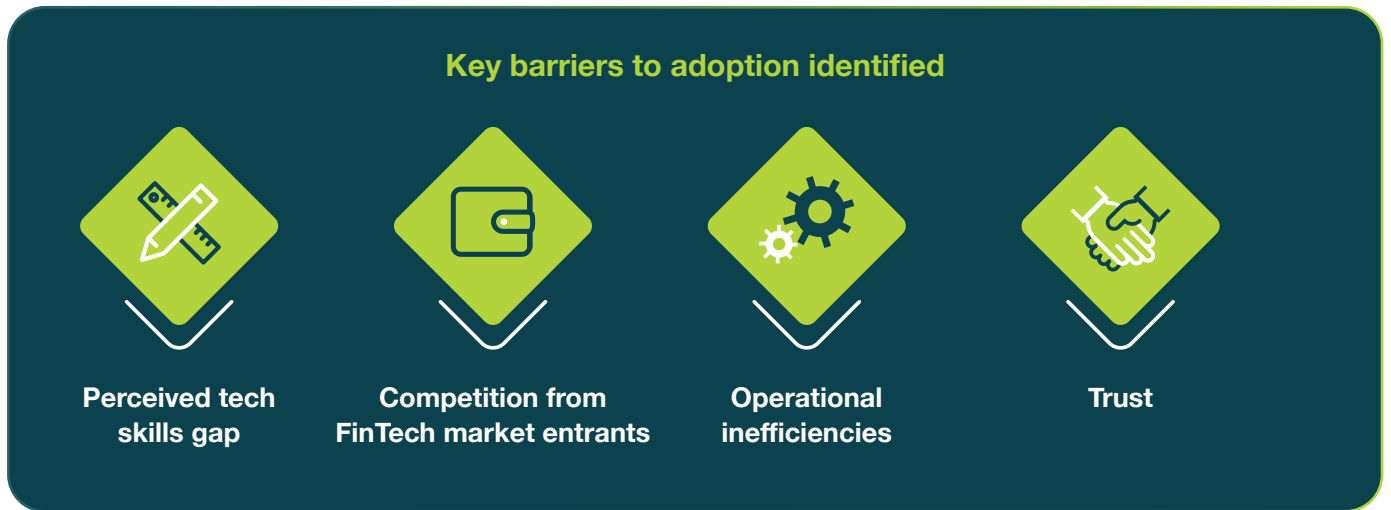 Key barriers to adoption identified
Perceived tech
skills gap
Competition from
FinTech market entrants
Operational
inefficiencies
Trust